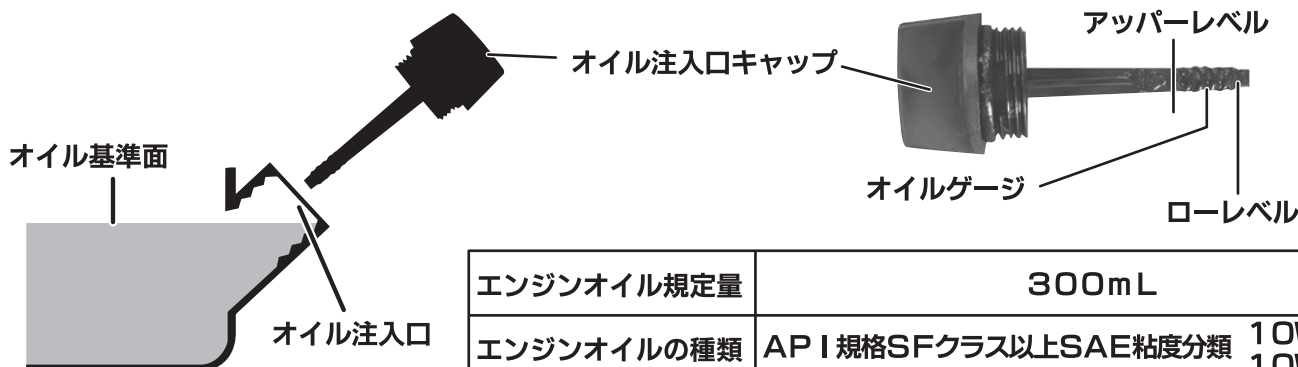 アッパーレベル
オイル注入口キャップ
オイル基準面
オイルゲージ
ローレベル
オイル注入口
エンジンオイル規定量 300mL
エンジンオイルの種類 API規格SFクラス以上SAE粘度分類